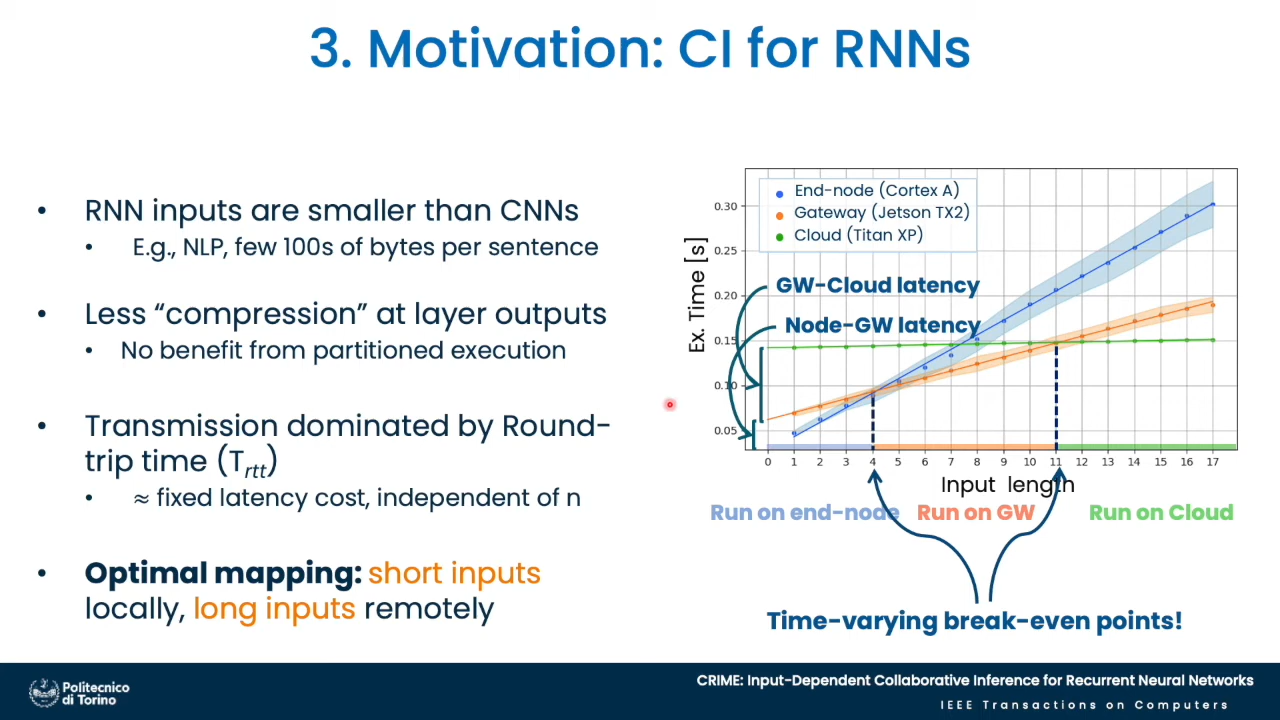 3. Motivation: CI for RNNs
• RNN inputs are smaller than CNNs
• E.g., NLP, few 100s of bytes per sentence
• Less “compression” at layer outputs
• No benefit from partitioned execution
• Transmission dominated by Round-
trip time (Trtt)
• ≈ fixed latency cost, independent of n
• Optimal mapping: short inputs
locally, long inputs remotely
End-node (Cortex A)
Gateway (Jetson TX2)
Cloud (Titan XP)
GW-Cloud latency
Node-GW latency
Ex. Time [s]
0.30
0.25
0.20
0.15
0.10
0.05
0 1 2 3 4 5 6 7 8 9 10 11 12 13 14 15 16 17
Input length
Run on end-node Run on GW Run on Cloud
Time-varying break-even points!
Politecnico
di Torino
CRIME: Input-Dependent Collaborative Inference for Recurrent Neural Networks
IEEE Transactions on Computers